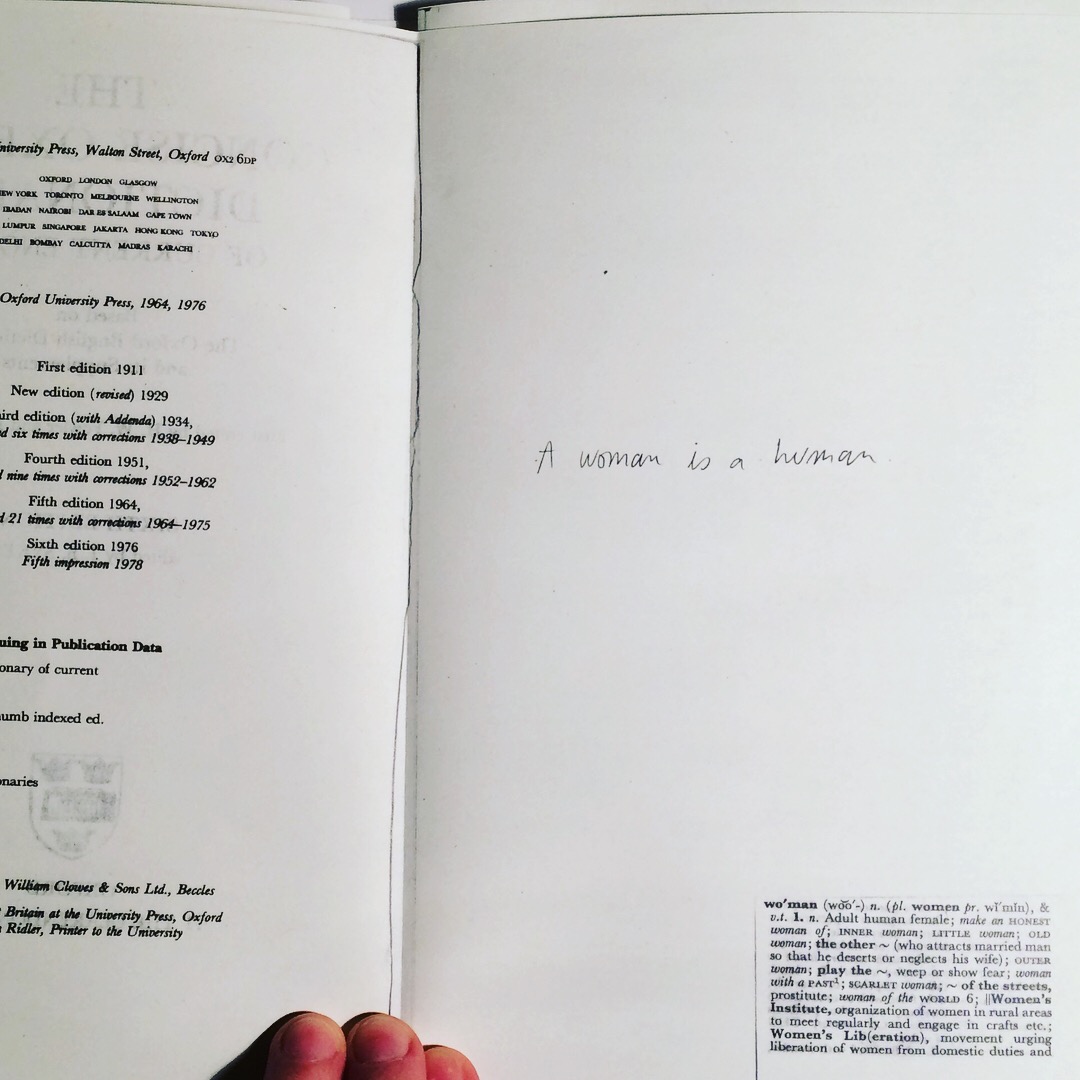 niversity Press, Walton Street, Oxford OX2 6DP
OXFORD LONDON GLASGOW
EW YORK TORONTO MELBOURNE WELLINGTON
IBADAN NAIROBI DAR ES SALAAM CAPE TOWN
LUMPUR SINGAPORE JAKARTA HONG KONG TOKYO
DELHI BOMBAY CALCUTTA MADRAS KARACHI
Oxford University Press, 1964, 1976
First edition 1911
New edition (revised) 1929
ird edition (with Addenda) 1934,
d six times with corrections 1938–1949
Fourth edition 1951,
d nine times with corrections 1952–1962
Fifth edition 1964,
d 21 times with corrections 1964–1975
Sixth edition 1976
Fifth impression 1978
uing in Publication Data
onary of current
umb indexed ed.
onaries
William Clowes & Sons Ltd., Beccles
Britain at the University Press, Oxford
Ridler, Printer to the University
A woman is a human.
wo'man (wŏŏ'-) n. (pl. women pr. wĭ'mĭn), &
v.t. 1. n. Adult human female; make an HONEST
woman of; INNER woman; LITTLE woman; OLD
woman; the other ~ (who attracts married man
so that he deserts or neglects his wife); OUTER
woman; play the ~, weep or show fear; woman
with a PAST¹; SCARLET woman; ~ of the streets,
prostitute; woman of the WORLD 6; ‖Women's
Institute, organization of women in rural areas
to meet regularly and engage in crafts etc.;
Women's Lib(eration), movement urging
liberation of women from domestic duties and